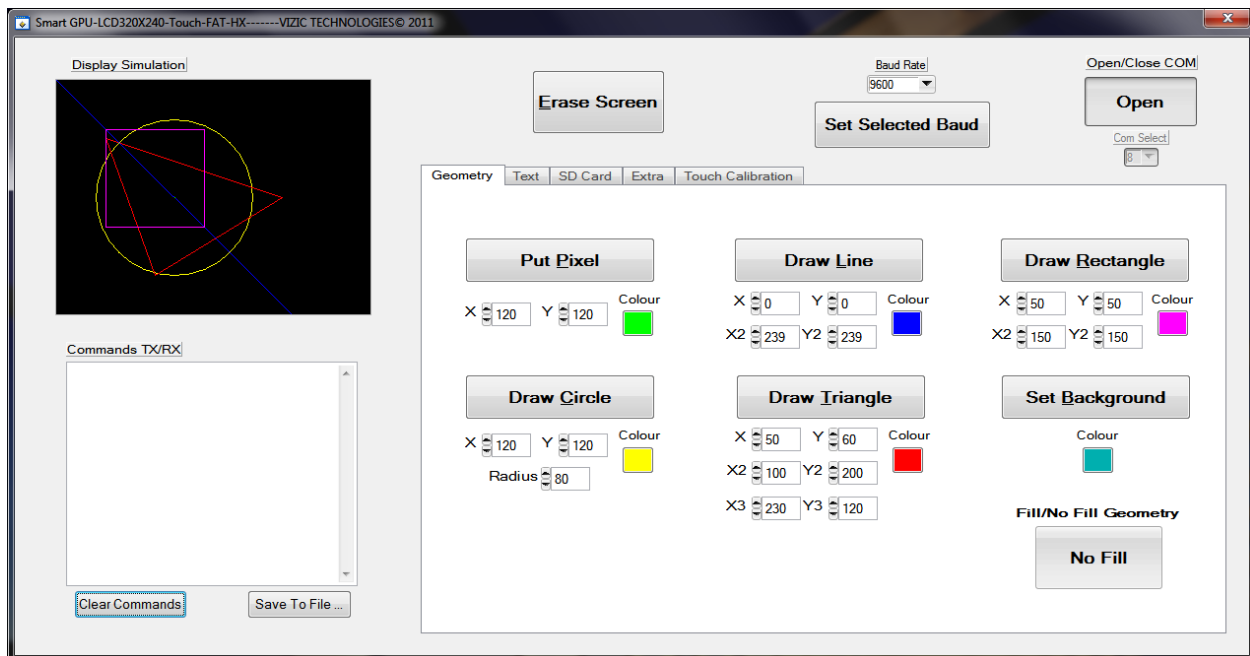 Smart GPU-LCD320X240-Touch-FAT-HX-------VIZIC TECHNOLOGIES© 2011
Display Simulation
Erase Screen
Baud Rate
9600
Set Selected Baud
Open/Close COM
Open
Com Select
8
Geometry Text SD Card Extra Touch Calibration
Put Pixel
X 120 Y 120 Colour
Draw Line
X 0 Y 0 Colour
X2 239 Y2 239
Draw Rectangle
X 50 Y 50 Colour
X2 150 Y2 150
Commands TX/RX
Draw Circle
X 120 Y 120 Colour
Radius 80
Draw Triangle
X 50 Y 60 Colour
X2 100 Y2 200
X3 230 Y3 120
Set Background
Colour
Fill/No Fill Geometry
No Fill
Clear Commands
Save To File ...